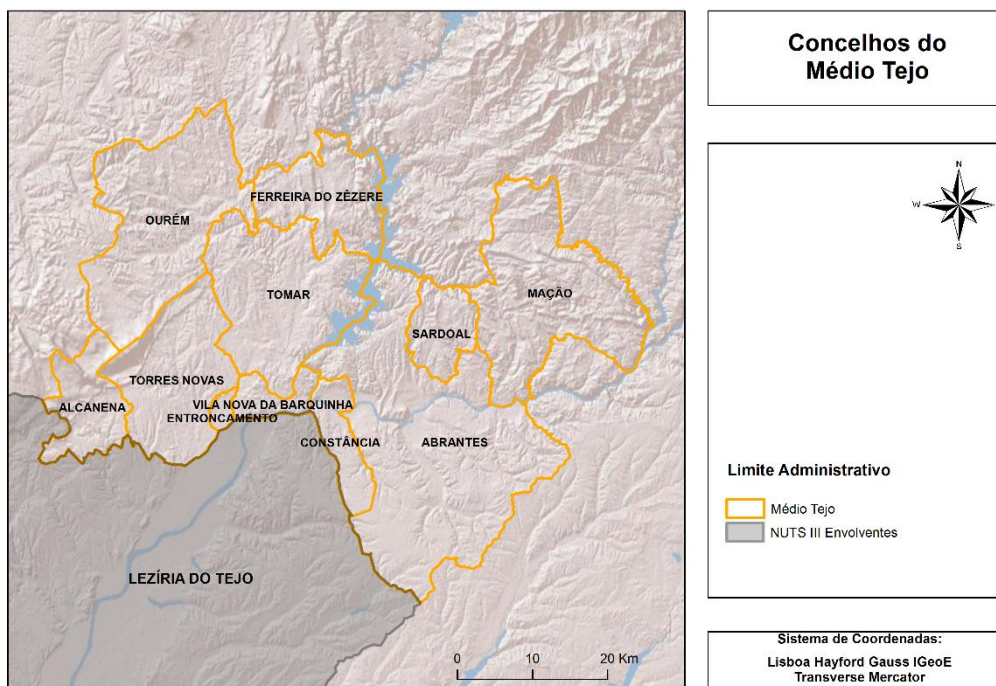 Concelhos do
Médio Tejo
FERREIRA DO ZÊZERE
OURÉM
TOMAR
MAÇÃO
SARDOAL
TORRES NOVAS
ALCANENA
VILA NOVA DA BARQUINHA
ENTRONCAMENTO
CONSTÂNCIA
ABRANTES
LEZÍRIA DO TEJO
0 10 20 Km
N
W E
S
Limite Administrativo
Médio Tejo
NUTS III Envolventes
Sistema de Coordenadas:
Lisboa Hayford Gauss IGeoE
Transverse Mercator